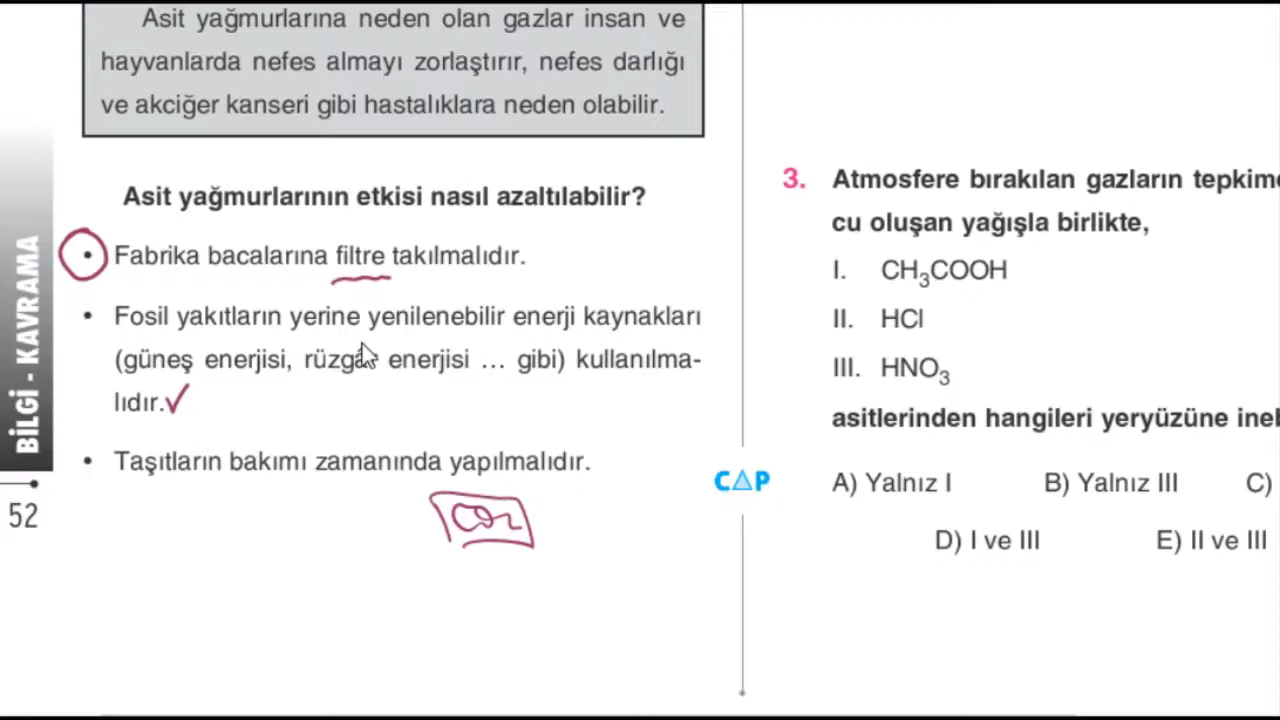 Asit yağmurlarına neden olan gazlar insan ve
hayvanlarda nefes almayı zorlaştırır, nefes darlığı
ve akciğer kanseri gibi hastalıklara neden olabilir.
Asit yağmurlarının etkisi nasıl azaltılabilir?
• Fabrika bacalarına filtre takılmalıdır.
• Fosil yakıtların yerine yenilenebilir enerji kaynakları
(güneş enerjisi, rüzgar enerjisi ... gibi) kullanılma-
lıdır.✓
• Taşıtların bakımı zamanında yapılmalıdır.
CO2
BİLGİ - KAVRAMA
52
3. Atmosfere bırakılan gazların tepkime
cu oluşan yağışla birlikte,
I. CH₃COOH
II. HCl
III. HNO₃
asitlerinden hangileri yeryüzüne
CAP
A) Yalnız I B) Yalnız III C)
D) I ve III E) II ve III